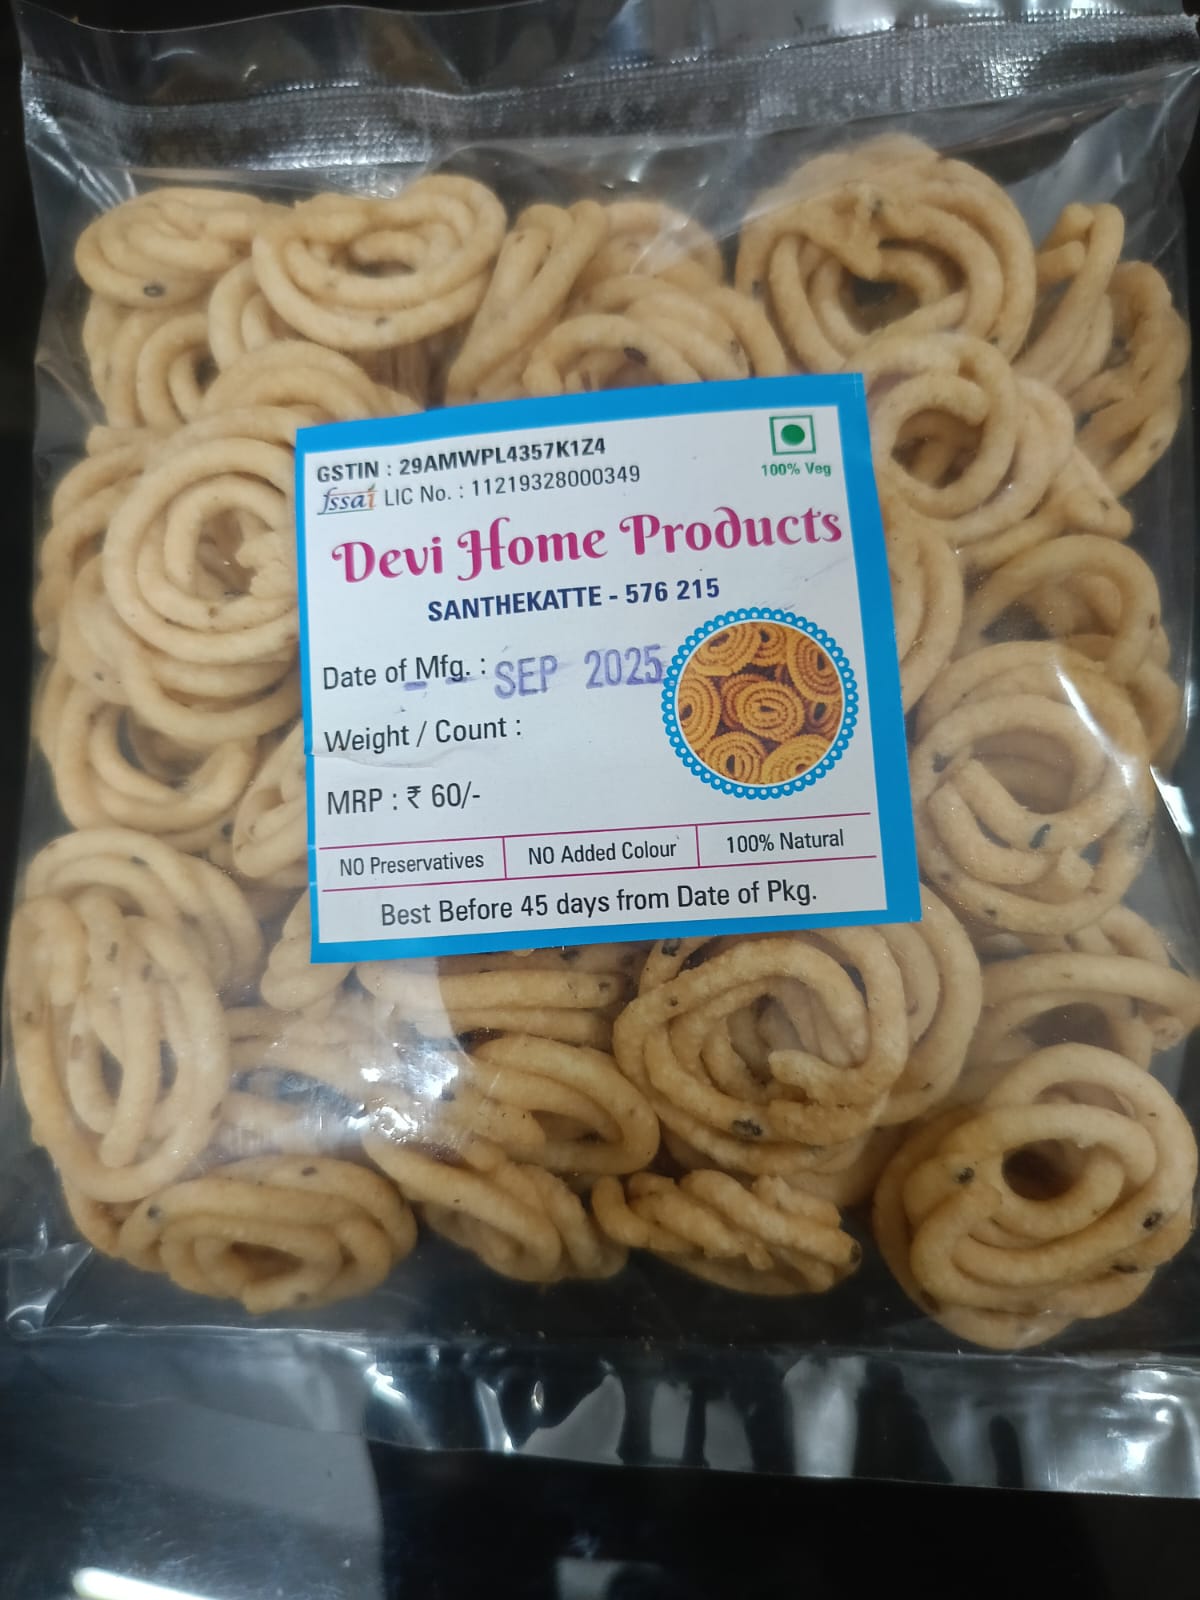 GSTIN : 29AMWPL4357K1Z4
fssai LIC No. : 11219328000349
100% Veg
Devi Home Products
SANTHEKATTE - 576 215
Date of Mfg. : SEP 2025
Weight / Count :
MRP : ₹ 60/-
NO Preservatives NO Added Colour 100% Natural
Best Before 45 days from Date of Pkg.